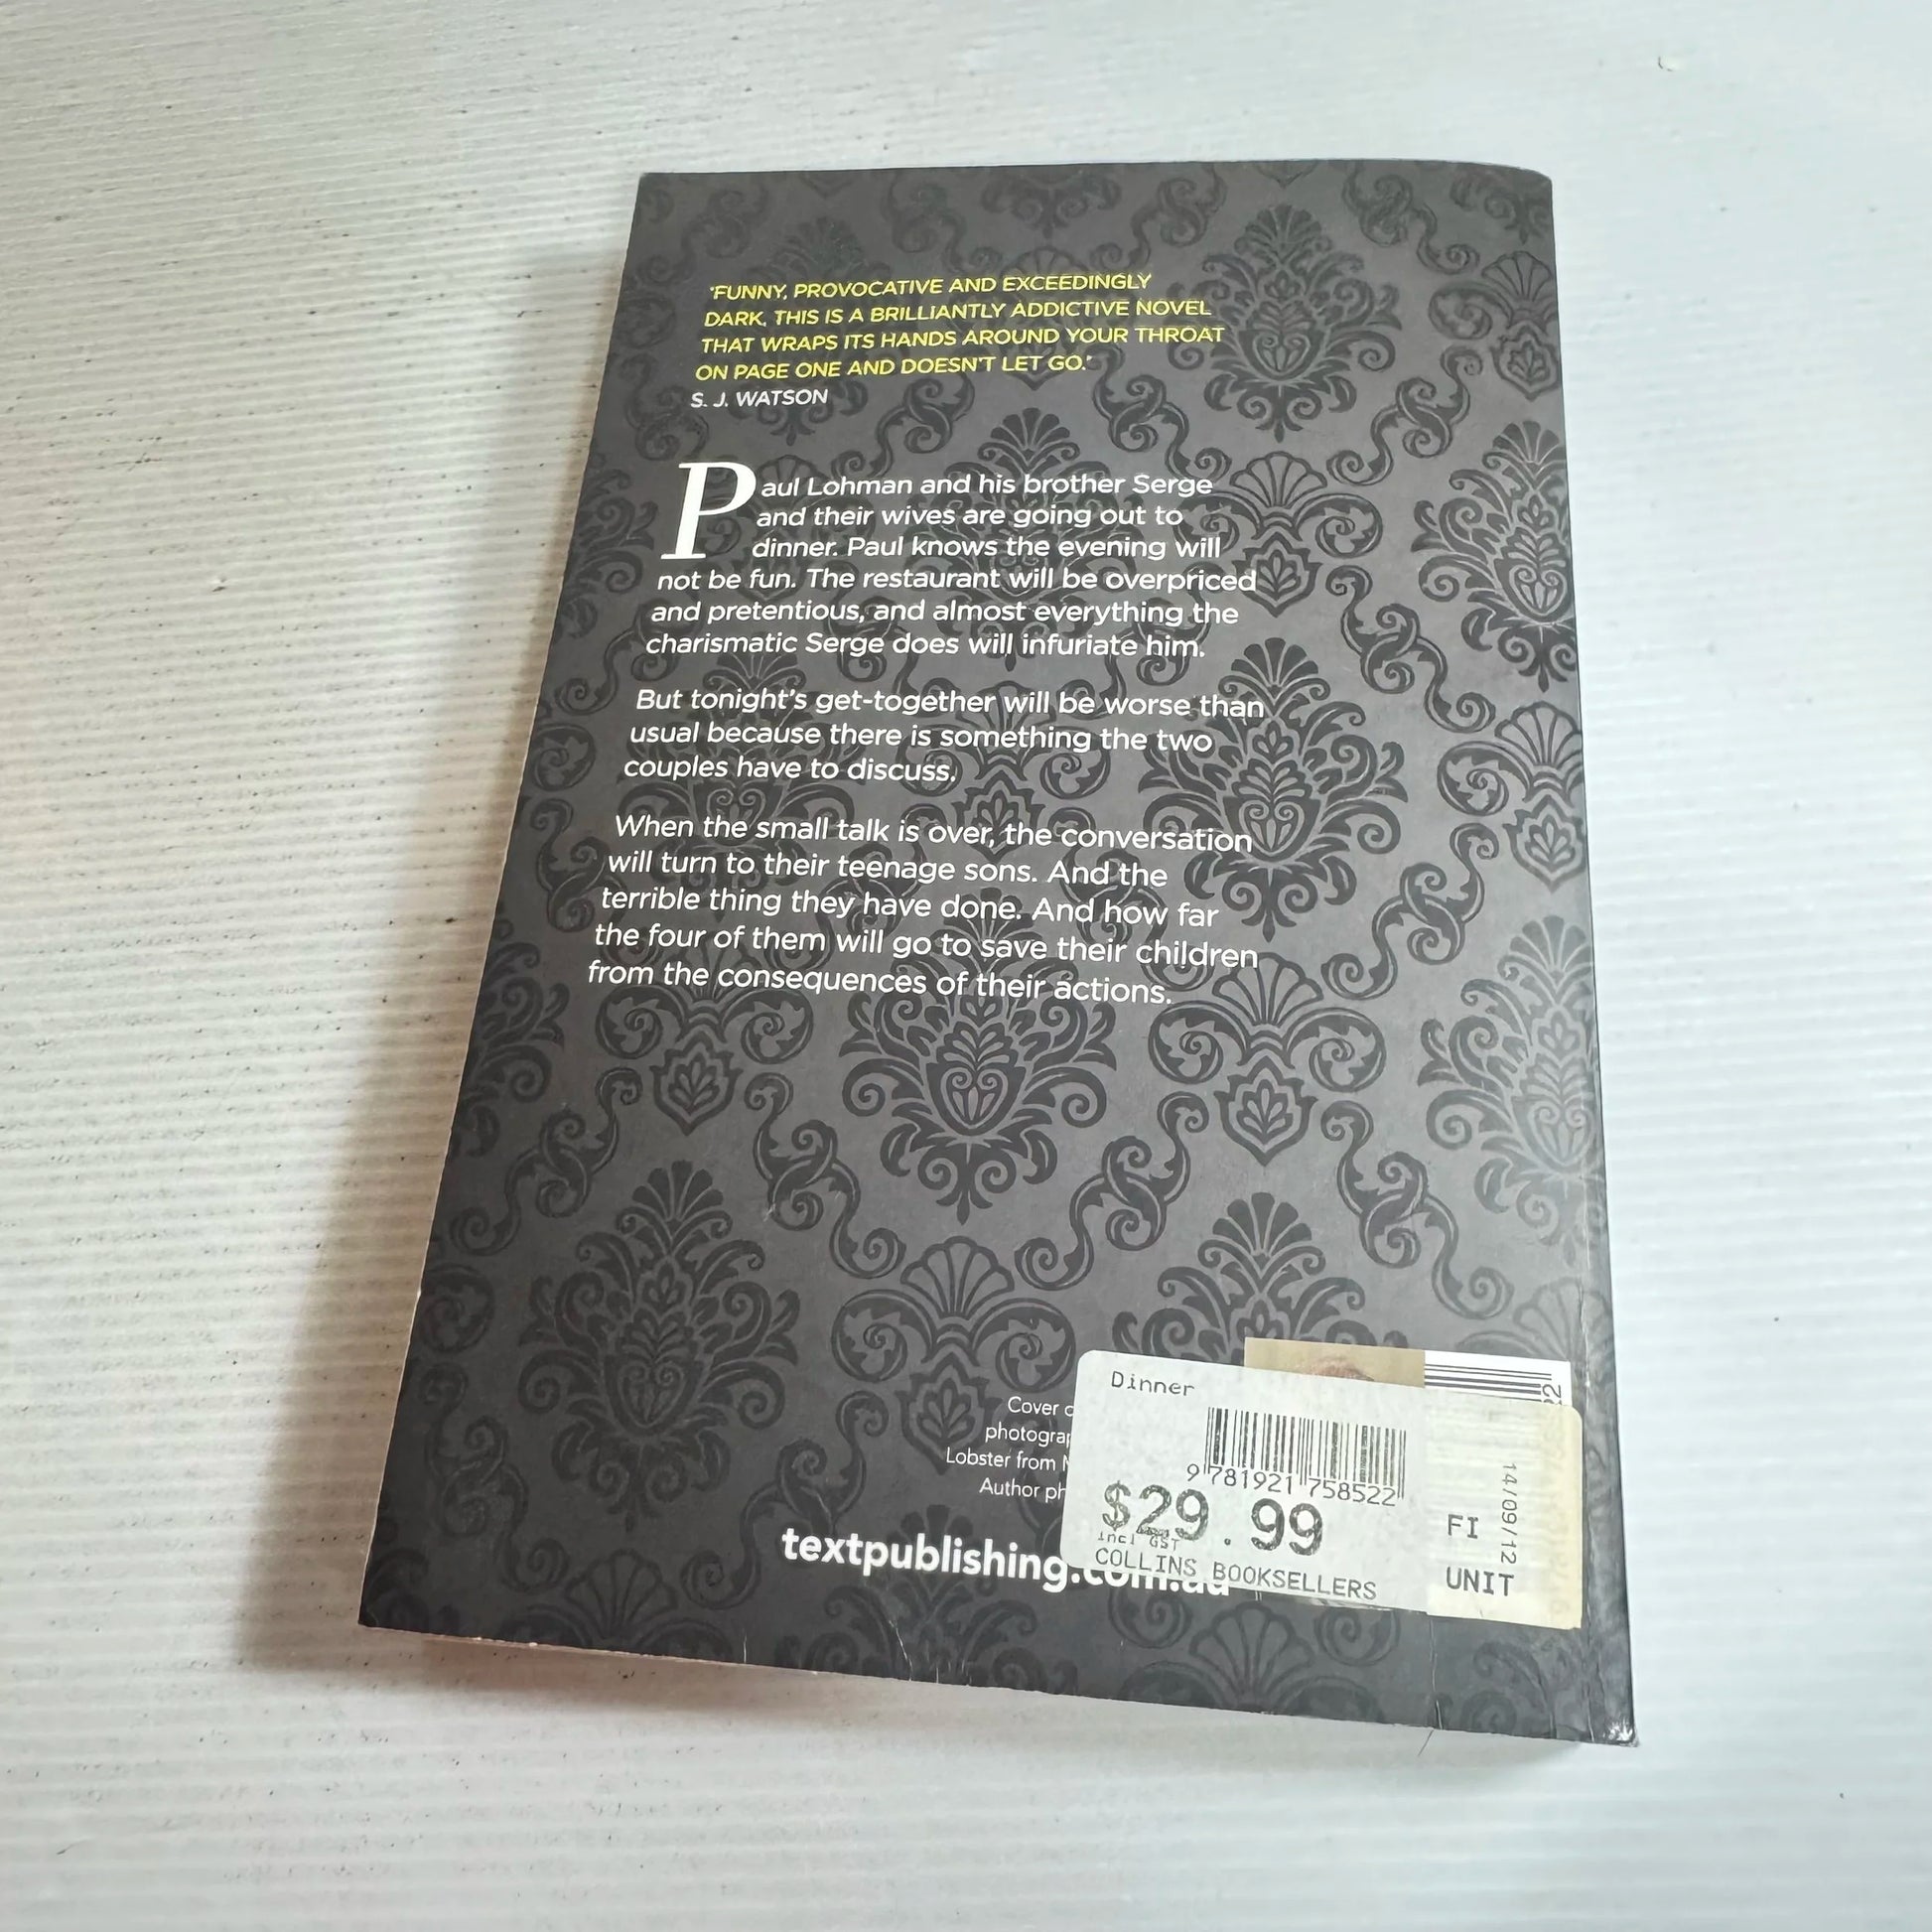 'FUNNY, PROVOCATIVE AND EXCEEDINGLY
DARK, THIS IS A BRILLIANTLY ADDICTIVE NOVEL
THAT WRAPS ITS HANDS AROUND YOUR THROAT
ON PAGE ONE AND DOESN'T LET GO.'
S. J. WATSON
Paul Lohman and his brother Serge
and their wives are going out to
dinner. Paul knows the evening will
not be fun. The restaurant will be overpriced
and pretentious, and almost everything the
charismatic Serge does will infuriate him.
But tonight's get-together will be worse than
usual because there is something the two
couples have to discuss.
When the small talk is over, the conversation
will turn to their teenage sons. And the
terrible thing they have done. And how far
the four of them will go to save their children
from the consequences of their actions.
Cover
Lobster from
Author
textpublishing.com.au
Dinner
9 781921 758522
$29.99
incl GST
COLLINS BOOKSELLERS
FI
UNIT
14/09/12